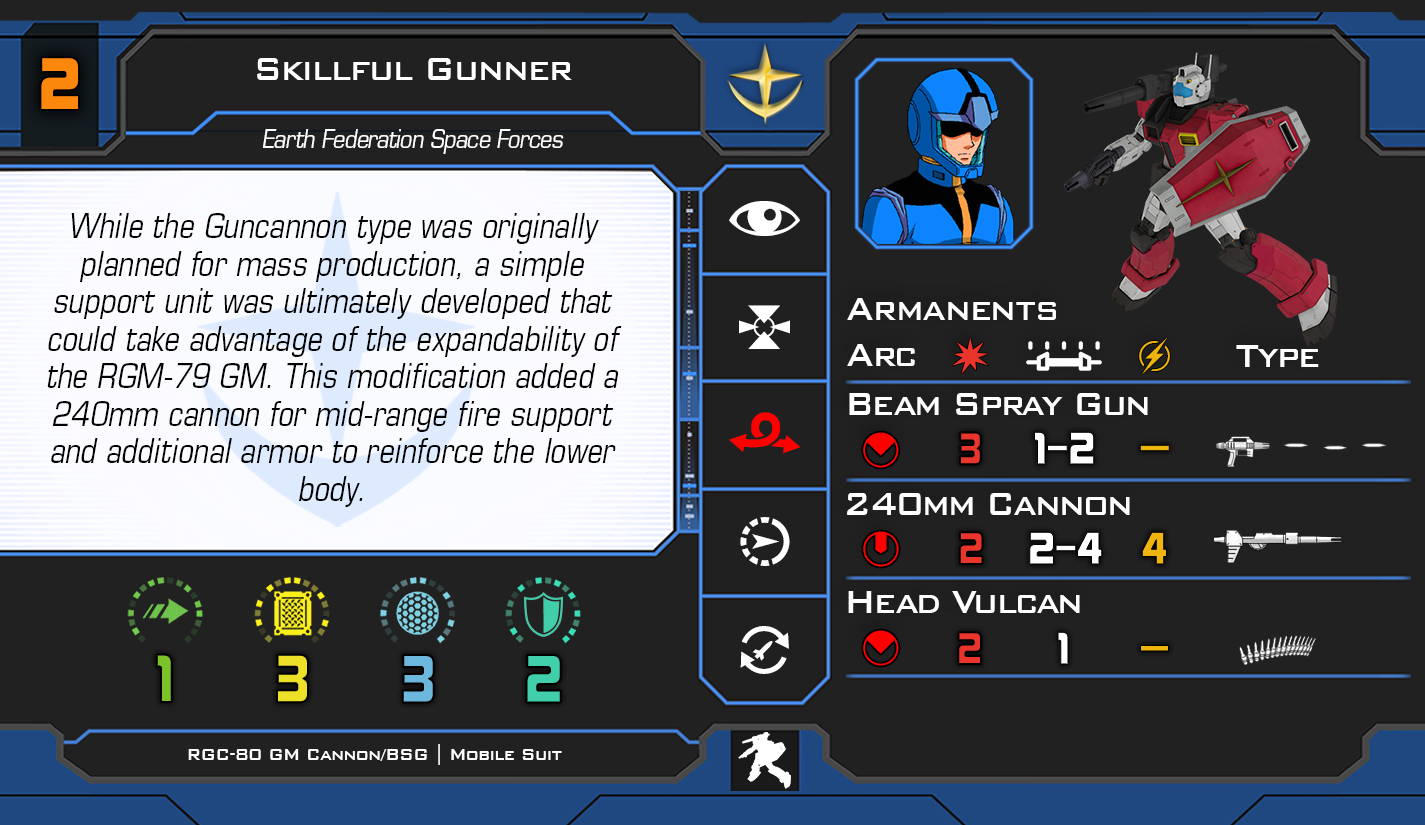 2
Skillful Gunner
Earth Federation Space Forces
While the Guncannon type was originally
planned for mass production, a simple
support unit was ultimately developed that
could take advantage of the expandability of
the RGM-79 GM. This modification added a
240mm cannon for mid-range fire support
and additional armor to reinforce the lower
body.
1 3 3 2
RGC-80 GM Cannon/BSG | Mobile Suit
Armanents
Arc Type
Beam Spray Gun
3 1–2 –
240mm Cannon
2 2–4 4
Head Vulcan
2 1 –